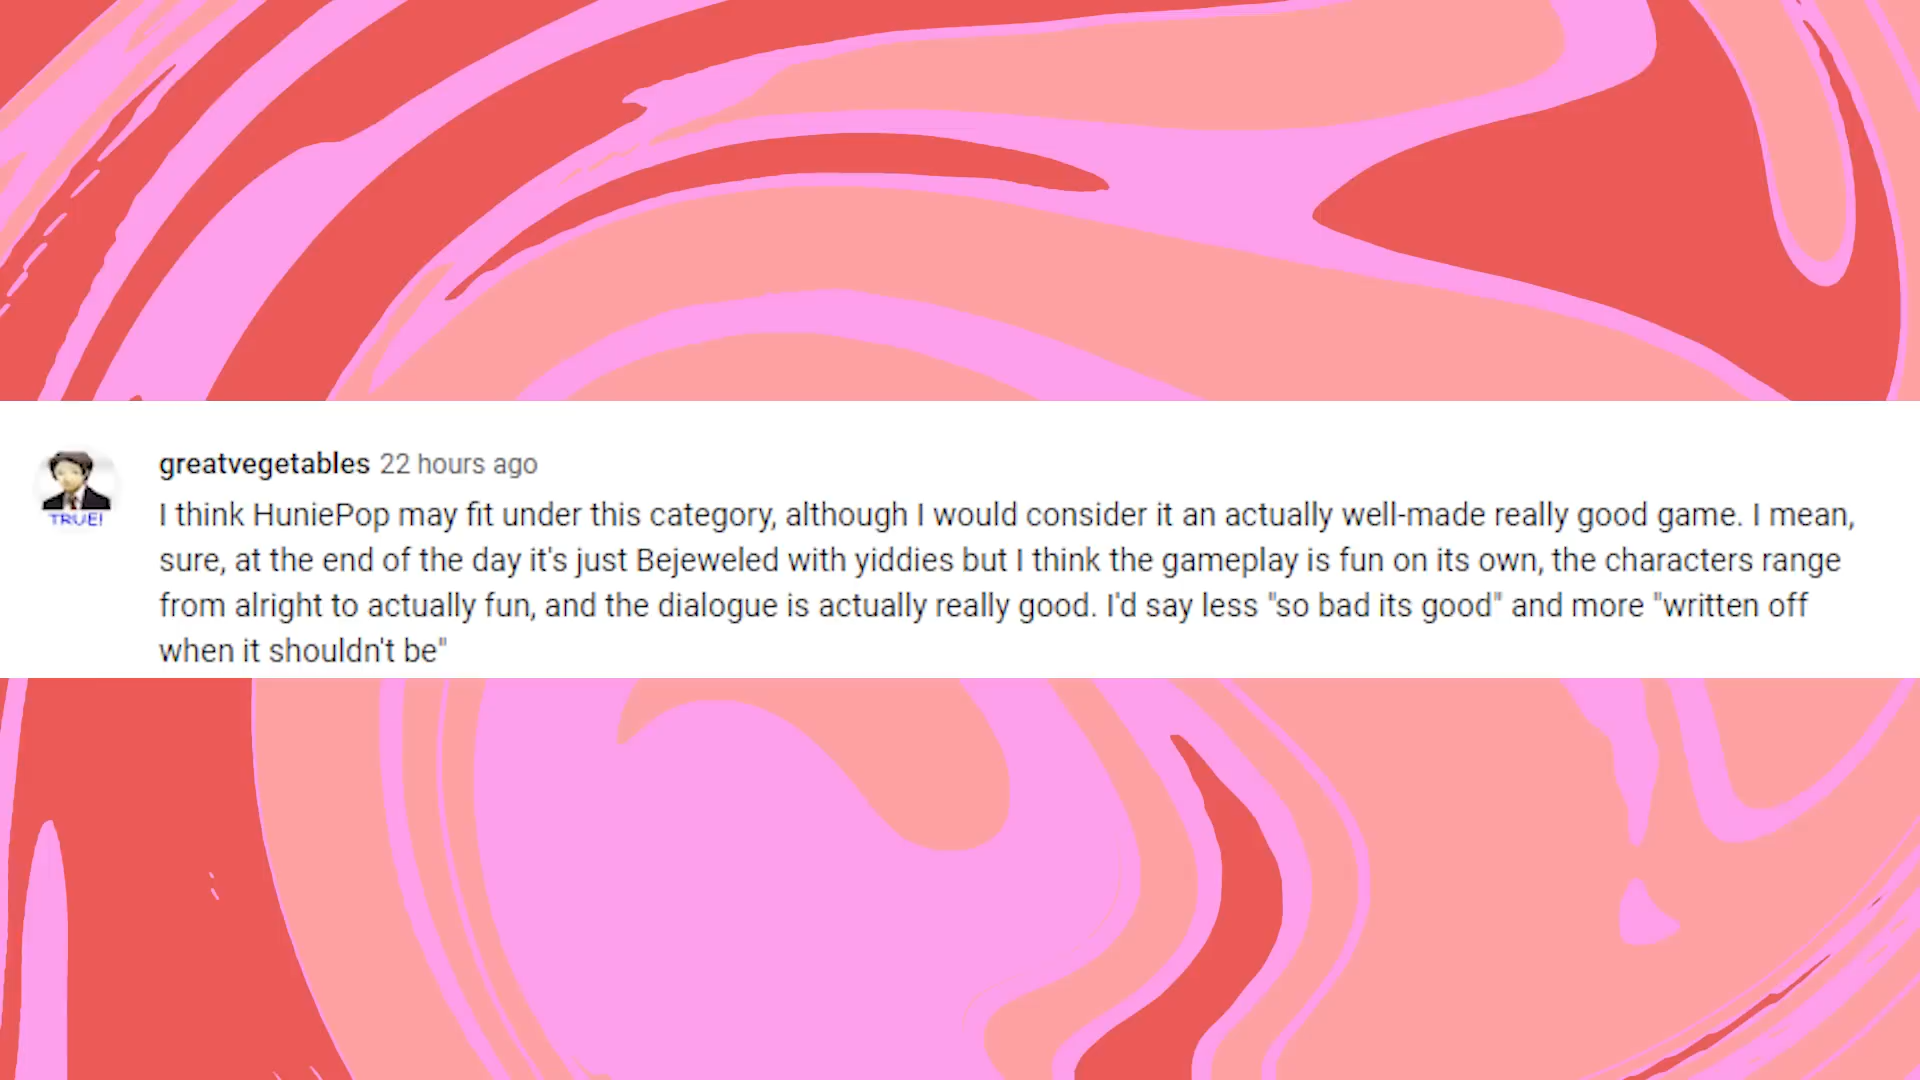 greatvegetables 22 hours ago
I think HuniePop may fit under this category, although I would consider it an actually well-made really good game. I mean,
sure, at the end of the day it's just Bejeweled with yiddies but I think the gameplay is fun on its own, the characters range
from alright to actually fun, and the dialogue is actually really good. I'd say less "so bad its good" and more "written off
when it shouldn't be"
TRUE!